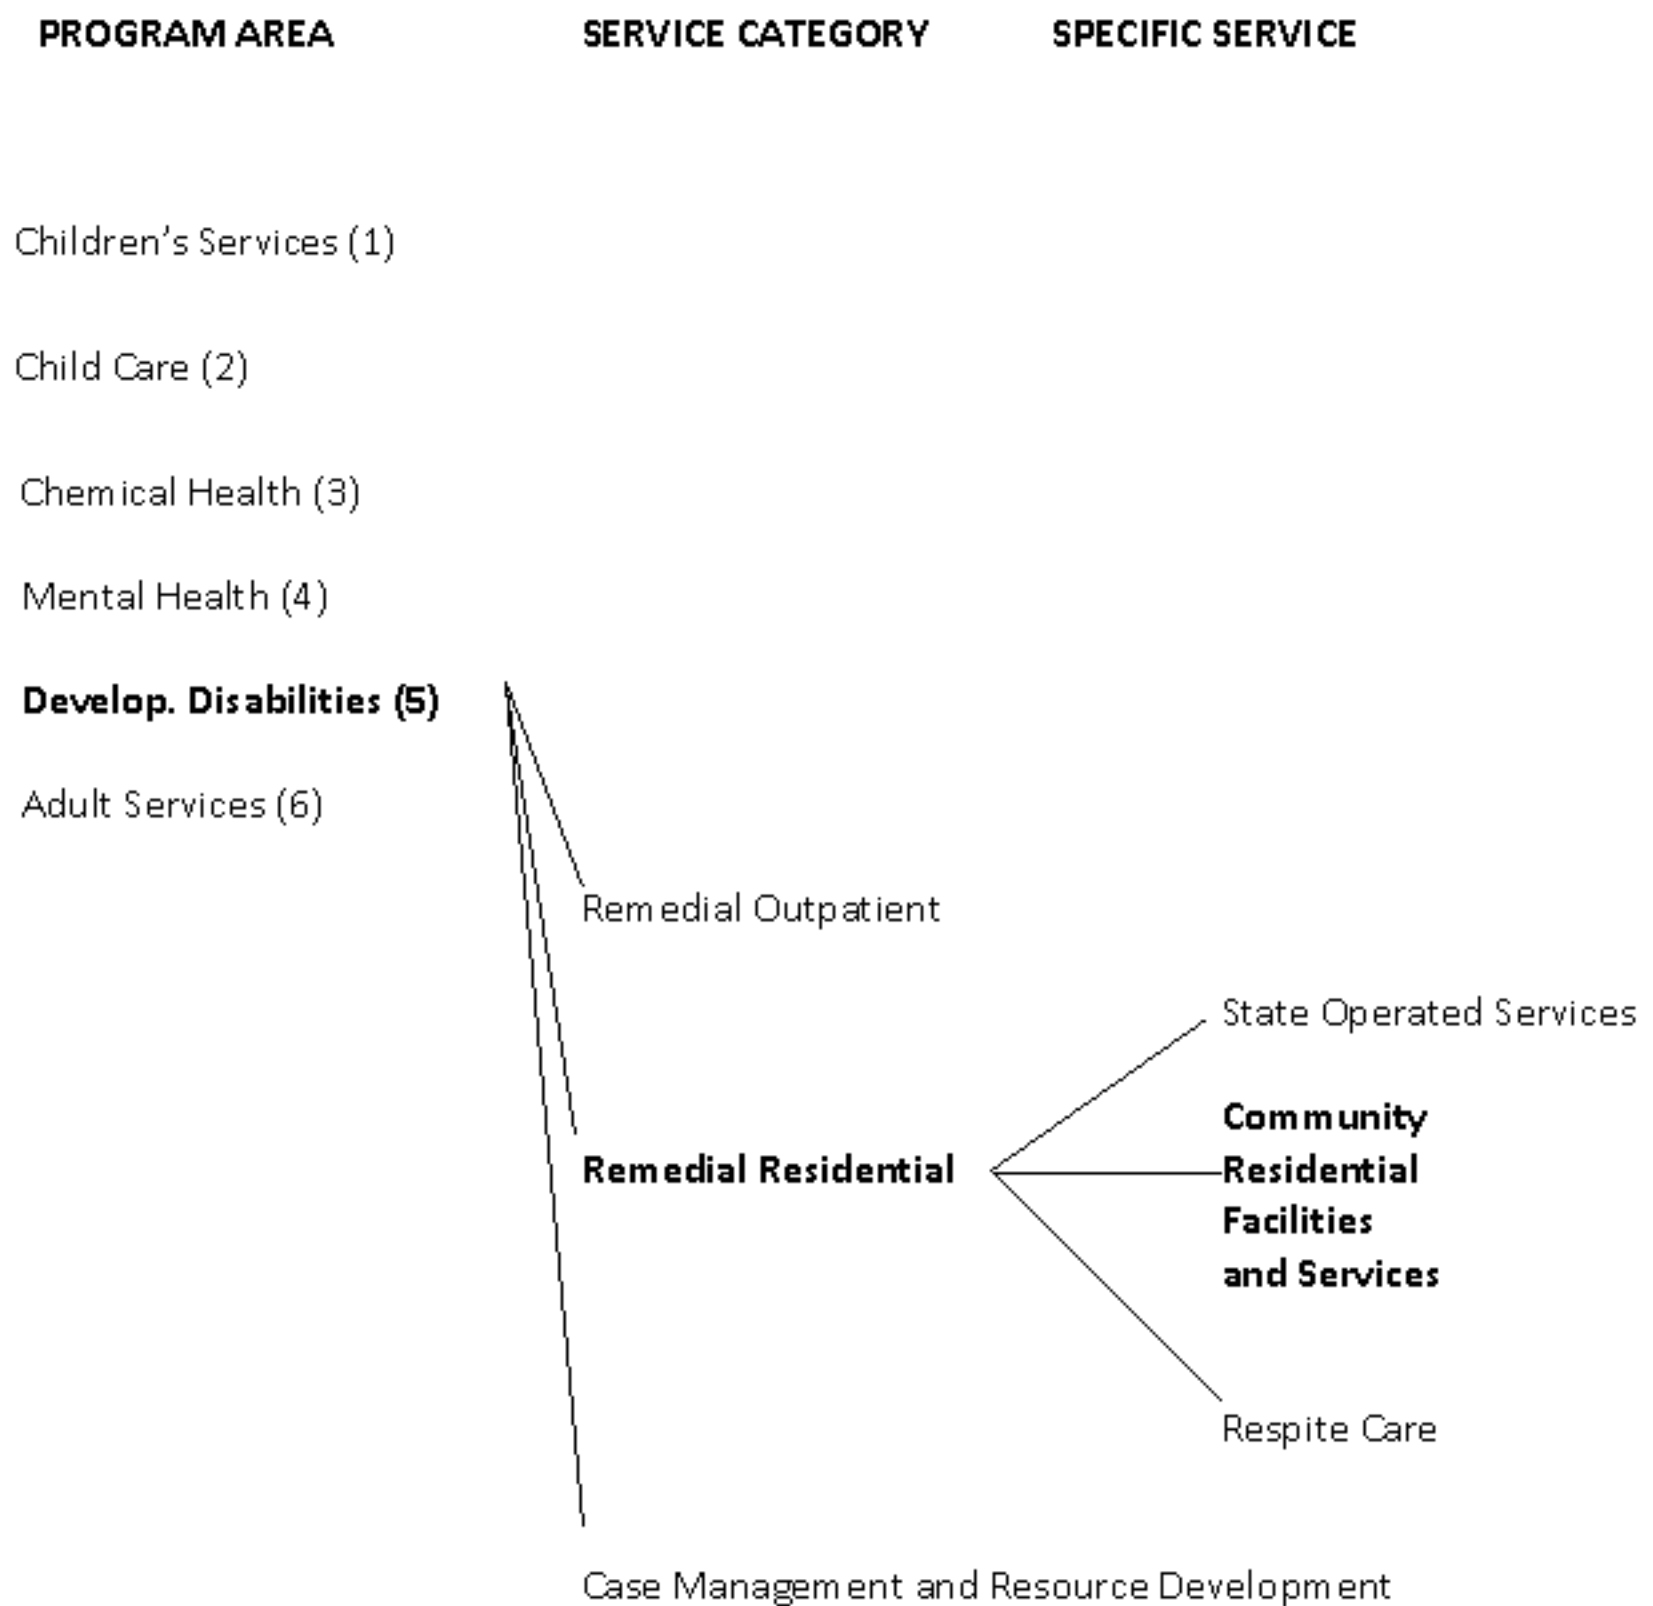 PROGRAM AREA SERVICE CATEGORY SPECIFIC SERVICE
Children’s Services (1)
Child Care (2)
Chemical Health (3)
Mental Health (4)
Develop. Disabilities (5)
Adult Services (6)
Remedial Outpatient
State Operated Services
Community
Remedial Residential
Residential
Facilities
and Services
Respite Care
Case Management and Resource Development